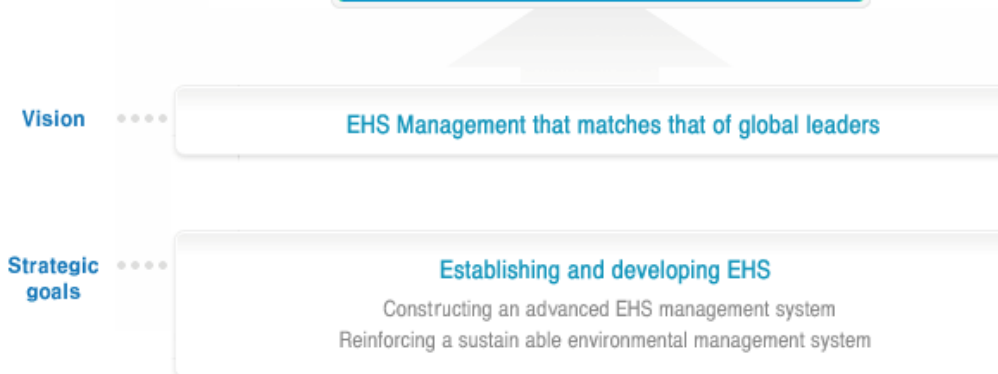 Vision
EHS Management that matches that of global leaders
Strategic
goals
Establishing and developing EHS
Constructing an advanced EHS management system
Reinforcing a sustain able environmental management system